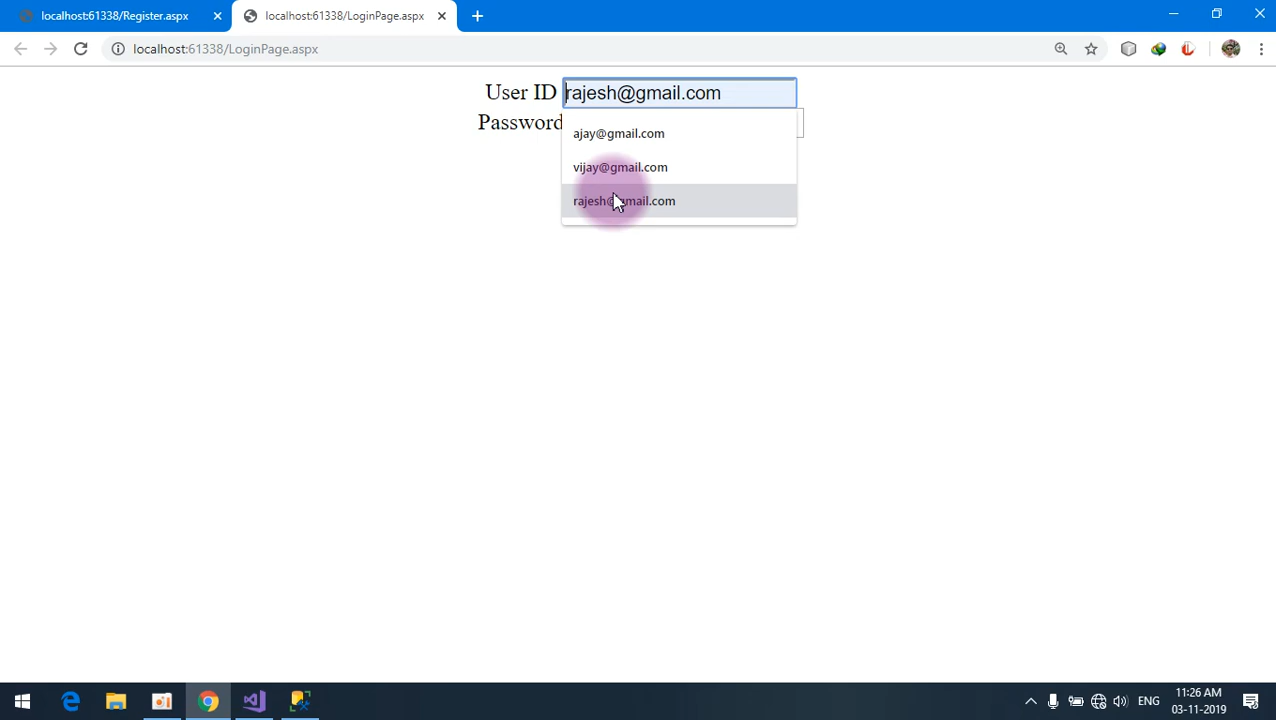 localhost:61338/Register.aspx
localhost:61338/LoginPage.aspx
localhost:61338/LoginPage.aspx
User ID rajesh@gmail.com
Password
ajay@gmail.com
vijay@gmail.com
rajesh@gmail.com
ENG
11:26 AM
03-11-2019